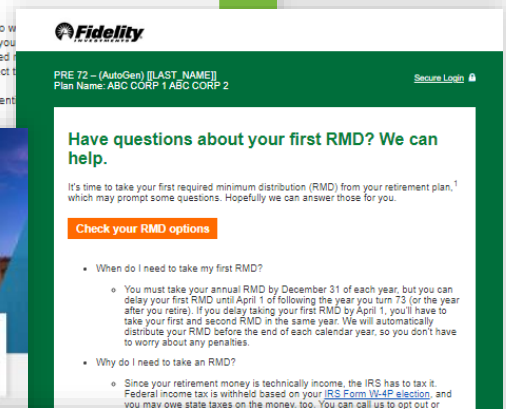 Fidelity
INVESTMENTS
PRE 72 – (AutoGen) [[LAST_NAME]]
Plan Name: ABC CORP 1 ABC CORP 2
Secure Login
Have questions about your first RMD? We can
help.
It's time to take your first required minimum distribution (RMD) from your retirement plan,1
which may prompt some questions. Hopefully we can answer those for you.
Check your RMD options
• When do I need to take my first RMD?
o You must take your annual RMD by December 31 of each year, but you can
delay your first RMD until April 1 of following the year you turn 73 (or the year
after you retire). If you delay taking your first RMD by April 1, you'll have to
take your first and second RMD in the same year. We will automatically
distribute your RMD before the end of each calendar year, so you don't have
to worry about any penalties.
• Why do I need to take an RMD?
o Since your retirement money is technically income, the IRS has to tax it.
Federal income tax is withheld based on your IRS Form W-4P election, and
you may owe state taxes on the money, too. You can call us to opt out or